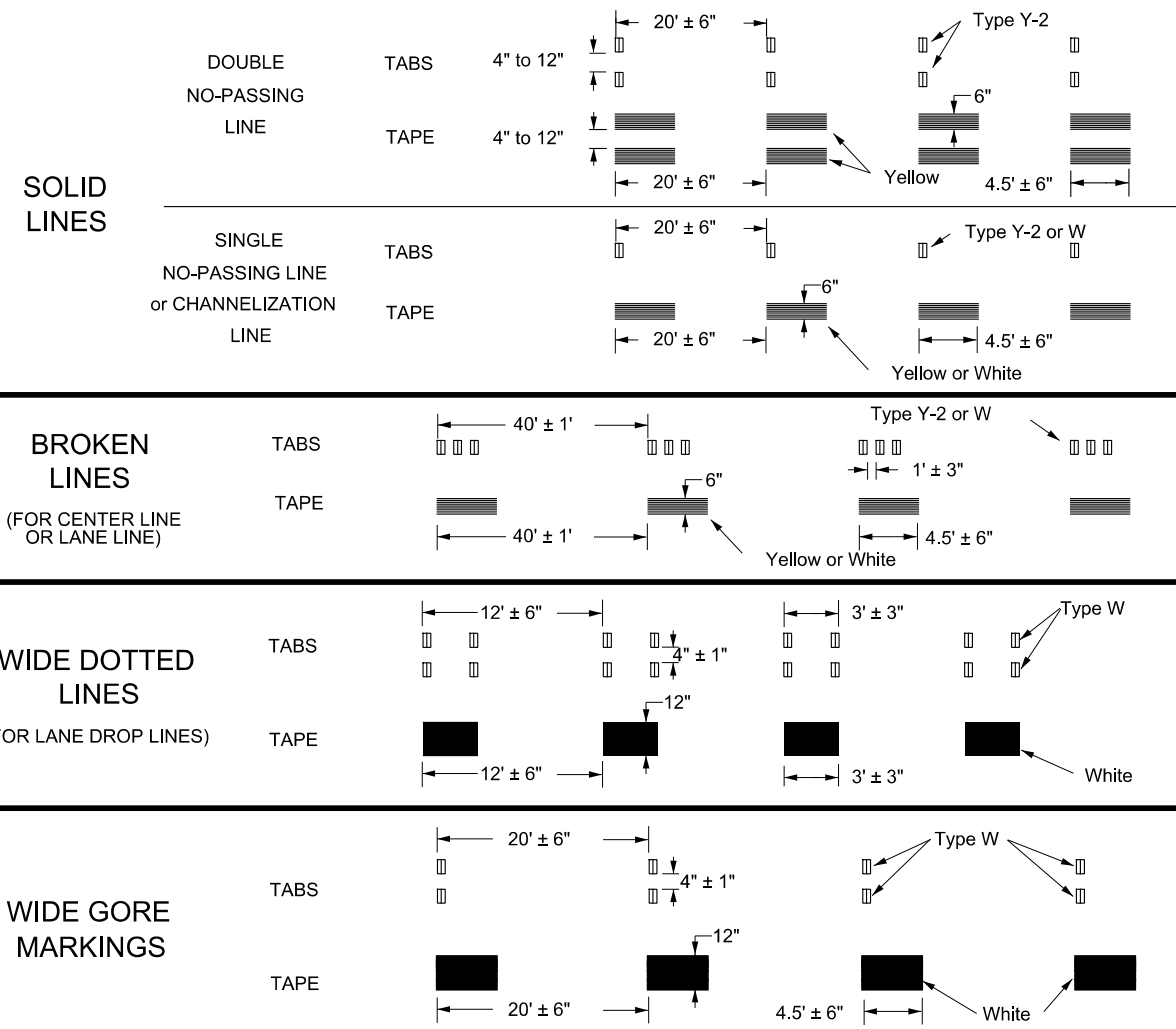 SOLID
LINES
DOUBLE
NO-PASSING
LINE
TABS
4" to 12"
20' ± 6"
Type Y-2
TAPE
4" to 12"
6"
Yellow
20' ± 6"
4.5' ± 6"
SINGLE
NO-PASSING LINE
or CHANNELIZATION
LINE
TABS
20' ± 6"
Type Y-2 or W
TAPE
6"
20' ± 6"
4.5' ± 6"
Yellow or White
BROKEN
LINES
(FOR CENTER LINE
OR LANE LINE)
TABS
40' ± 1'
Type Y-2 or W
1' ± 3"
TAPE
6"
40' ± 1'
4.5' ± 6"
Yellow or White
WIDE DOTTED
LINES
OR LANE DROP LINES)
TABS
12' ± 6"
3' ± 3"
Type W
4" ± 1"
TAPE
12"
12' ± 6"
3' ± 3"
White
WIDE GORE
MARKINGS
TABS
20' ± 6"
Type W
4" ± 1"
TAPE
12"
20' ± 6"
4.5' ± 6"
White